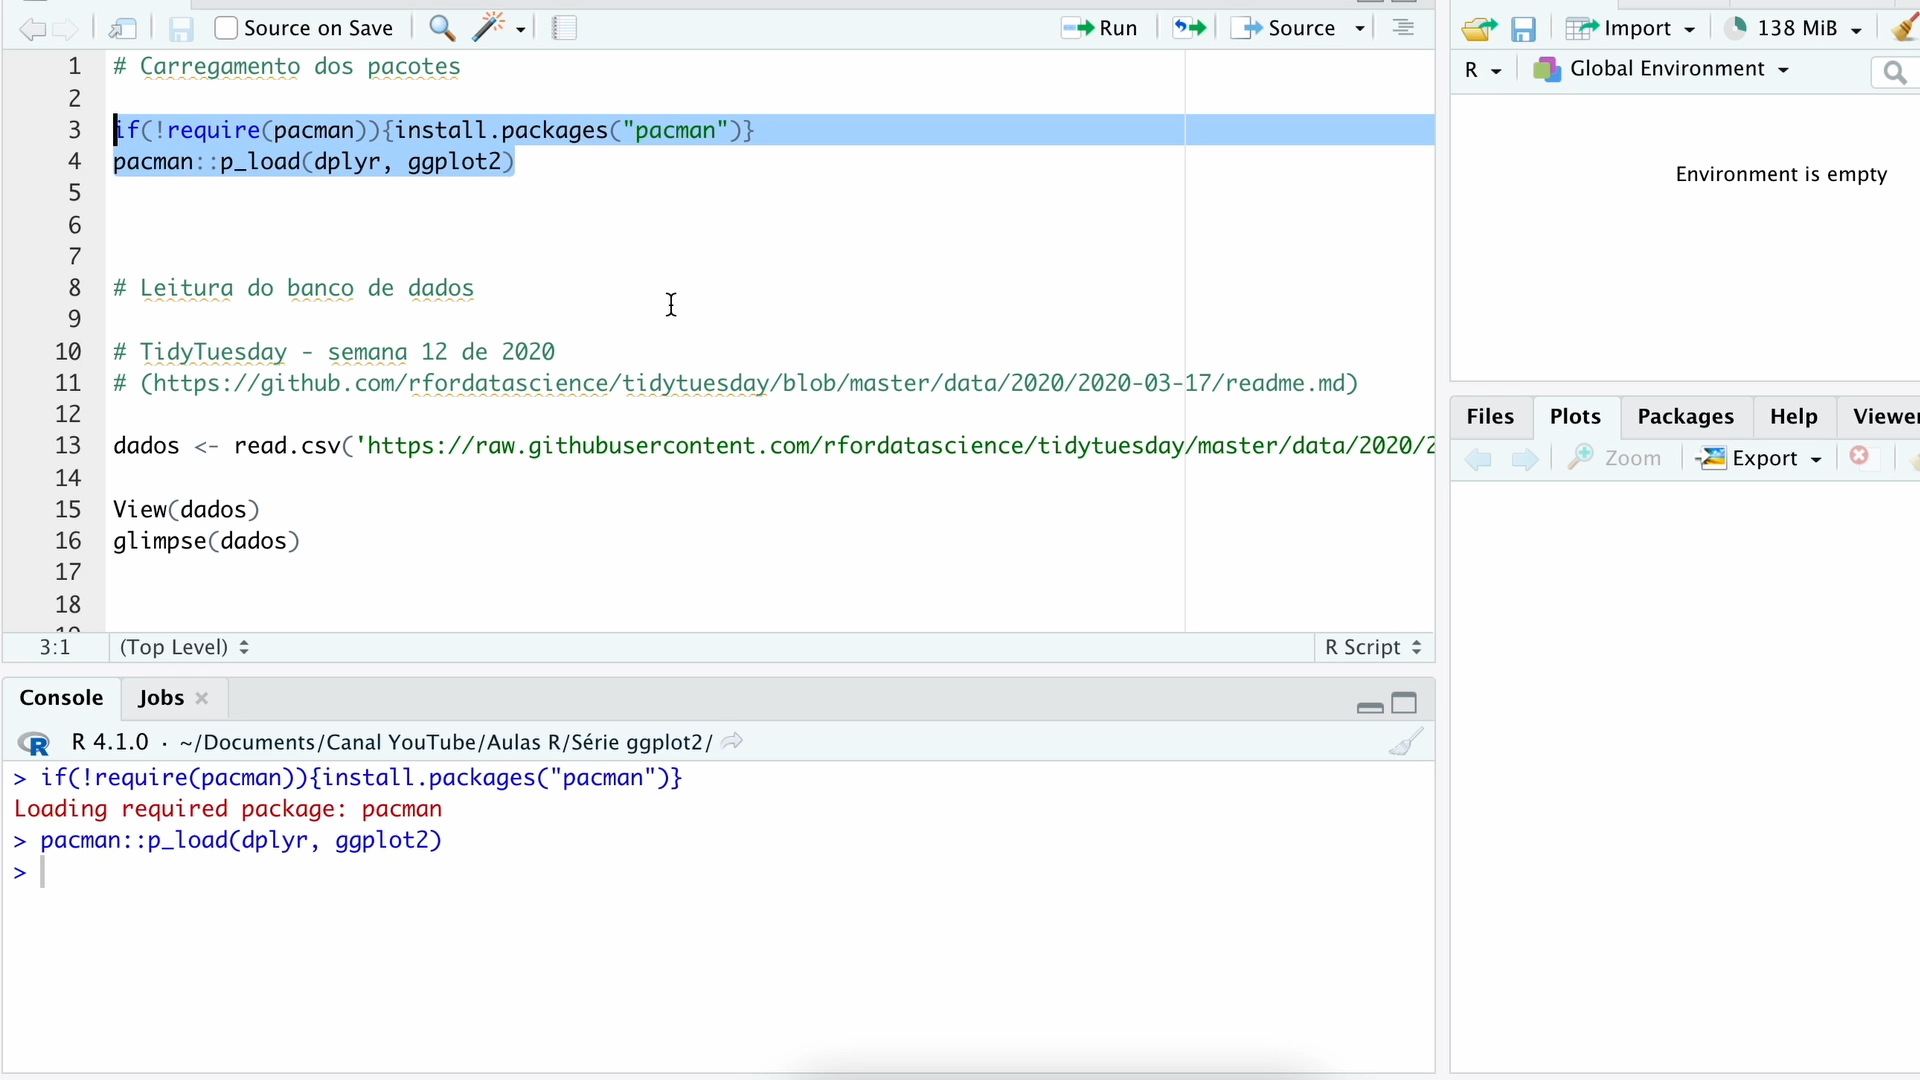 Source on Save
Run
Source
1 # Carregamento dos pacotes
2
3 if(!require(pacman)){install.packages("pacman")}
4 pacman::p_load(dplyr, ggplot2)
5
6
7
8 # Leitura do banco de dados
9
10 # TidyTuesday - semana 12 de 2020
11 # (https://github.com/rfordatascience/tidytuesday/blob/master/data/2020/2020-03-17/readme.md)
12
13 dados <- read.csv('https://raw.githubusercontent.com/rfordatascience/tidytuesday/master/data/2020/2
14
15 View(dados)
16 glimpse(dados)
17
18
3:1 (Top Level) R Script
Console Jobs
R 4.1.0 · ~/Documents/Canal YouTube/Aulas R/Série ggplot2/
> if(!require(pacman)){install.packages("pacman")}
Loading required package: pacman
> pacman::p_load(dplyr, ggplot2)
>
Import 138 MiB
R Global Environment
Environment is empty
Files Plots Packages Help Viewer
Zoom Export